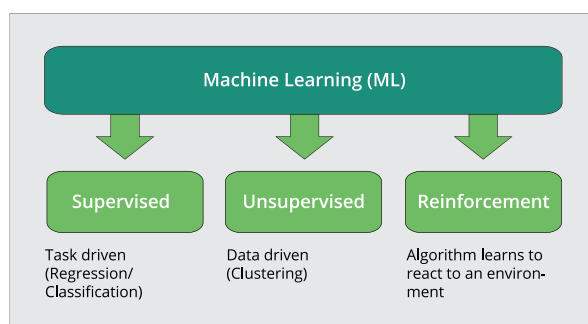 Machine Learning (ML)
Supervised
Unsupervised
Reinforcement
Task driven
(Regression/
Classification)
Data driven
(Clustering)
Algorithm learns to
react to an environ-
ment